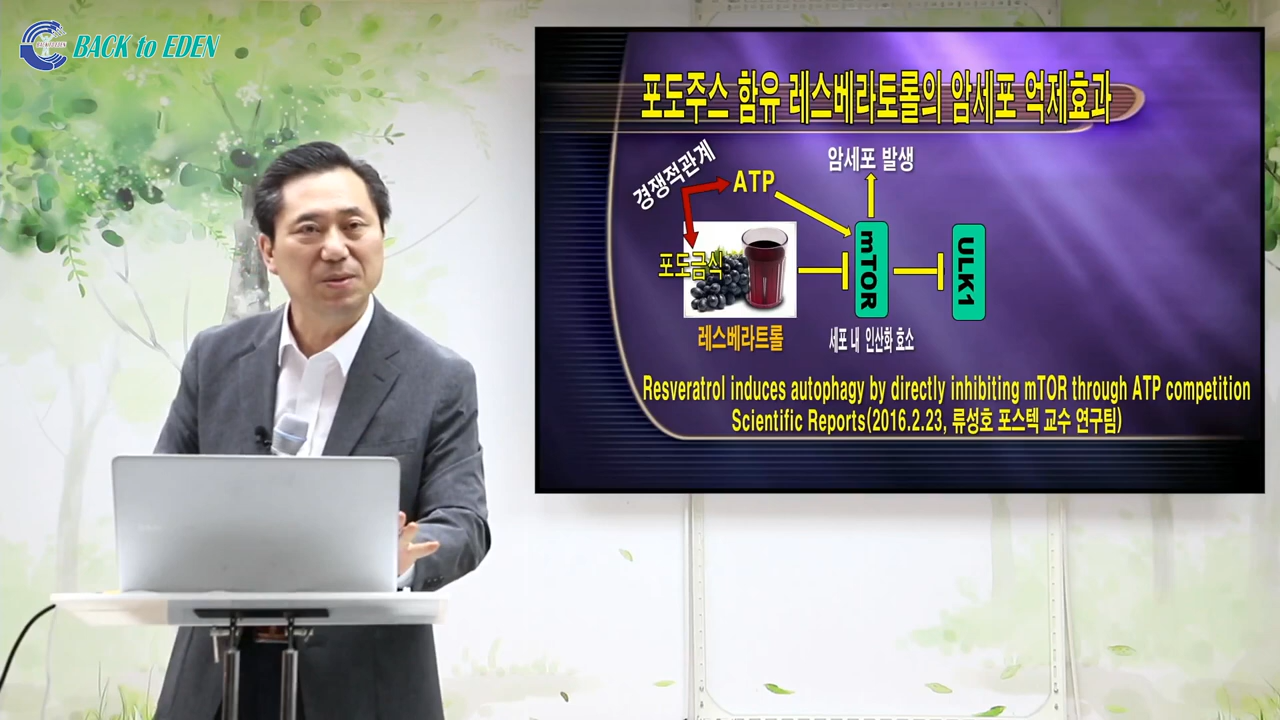 BACK to EDEN
포도주스 함유 레스베라토롤의 암세포 억제효과
경쟁적관계
ATP
암세포 발생
포도금식
mTOR
ULK1
레스베라트롤
세포 내 인산화 효소
Resveratrol induces autophagy by directly inhibiting mTOR through ATP competition
Scientific Reports(2016.2.23, 류성호 포스텍 교수 연구팀)